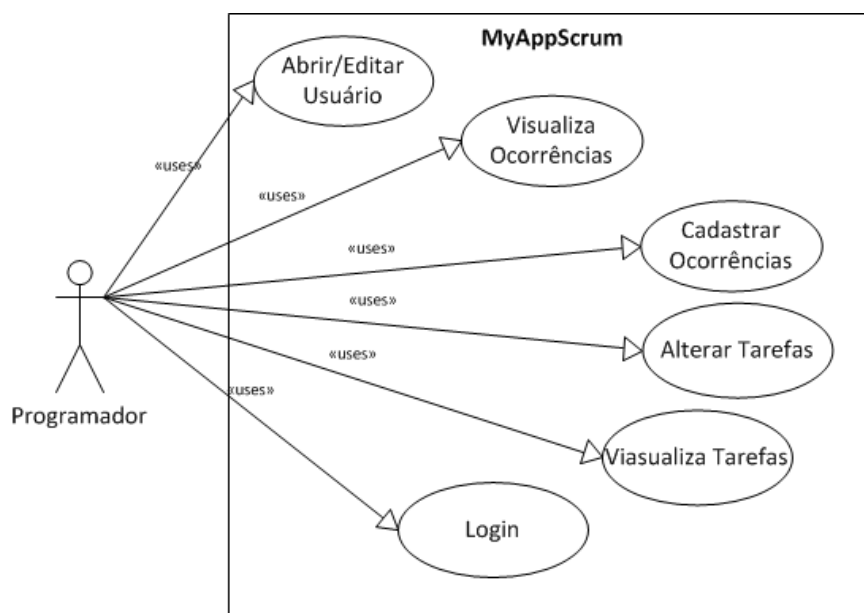 MyAppScrum
Abrir/Editar
Usuário
Visualiza
Ocorrências
«uses»
«uses»
Cadastrar
Ocorrências
«uses»
«uses»
Alterar Tarefas
«uses»
«uses»
Programador
Viasualiza Tarefas
Login